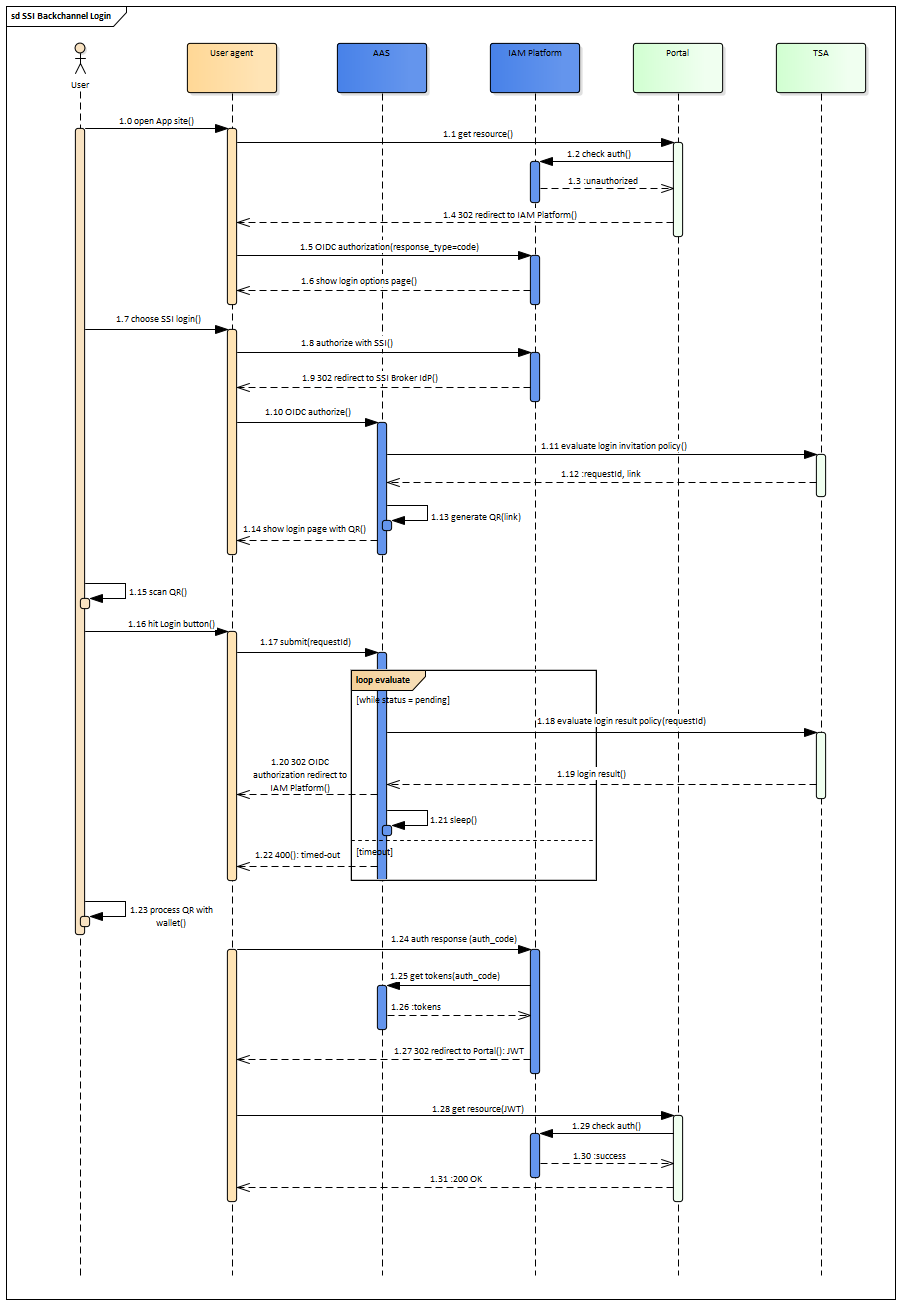 sd SSI Backchannel Login
User
User agent
AAS
IAM Platform
Portal
TSA
1.0 open App site()
1.1 get resource()
1.2 check auth()
1.3 :unauthorized
1.4 302 redirect to IAM Platform()
1.5 OIDC authorization(response_type=code)
1.6 show login options page()
1.7 choose SSI login()
1.8 authorize with SSI()
1.9 302 redirect to SSI Broker IdP()
1.10 OIDC authorize()
1.11 evaluate login invitation policy()
1.12 :requestId, link
1.13 generate QR(link)
1.14 show login page with QR()
1.15 scan QR()
1.16 hit Login button()
1.17 submit(requestId)
loop evaluate
[while status = pending]
1.18 evaluate login result policy(requestId)
1.19 login result()
1.20 302 OIDC
authorization redirect to
IAM Platform()
1.21 sleep()
[timeout]
1.22 400(): timed-out
1.23 process QR with
wallet()
1.24 auth response (auth_code)
1.25 get tokens(auth_code)
1.26 :tokens
1.27 302 redirect to Portal(): JWT
1.28 get resource(JWT)
1.29 check auth()
1.30 :success
1.31 :200 OK